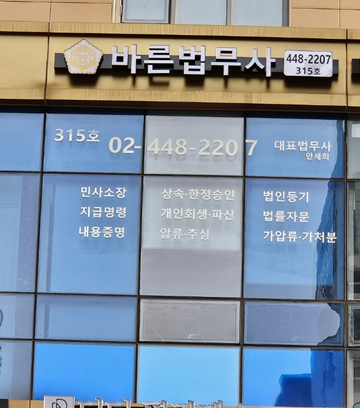 바른법무사 448-2207
315호
315호 02-448-2207 대표법무사
안세희
민사소장 상속·한정승인 법인등기
지급명령 개인회생·파산 법률자문
내용증명 압류·추심 가압류·가처분